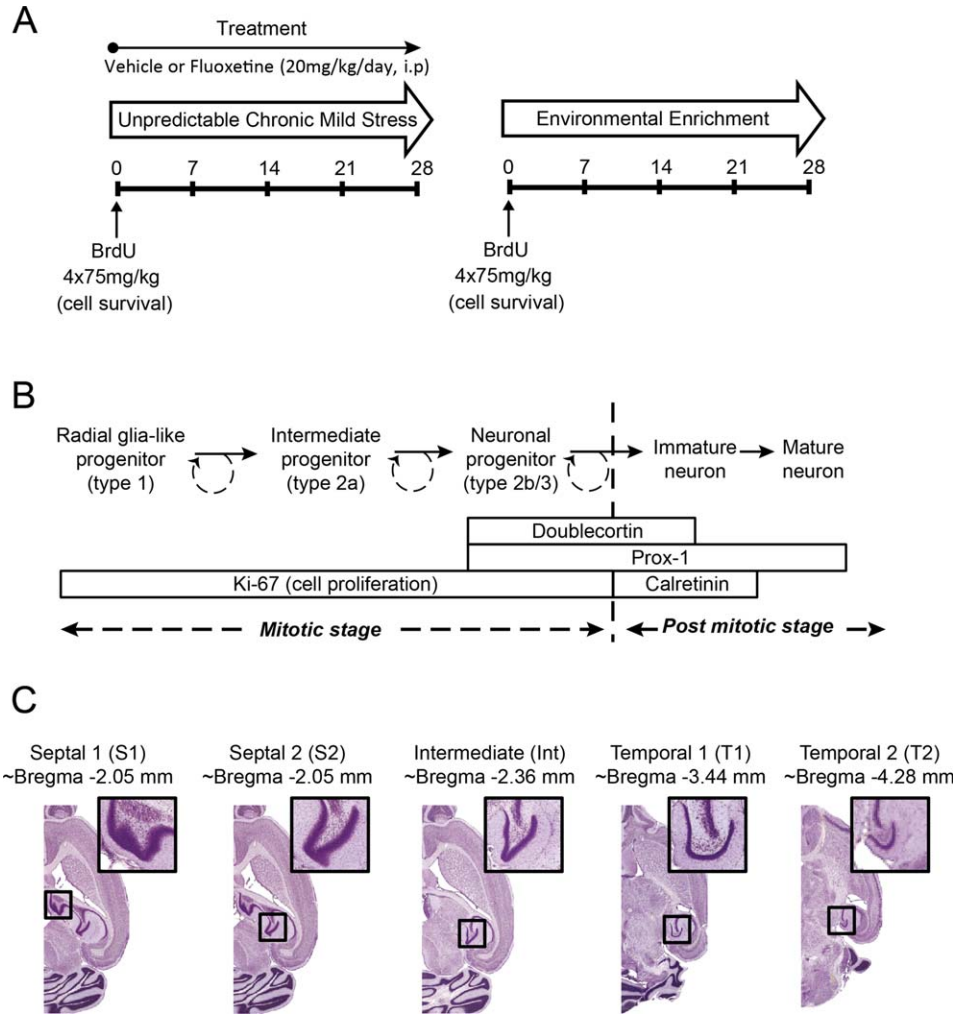 A
Treatment
Vehicle or Fluoxetine (20mg/kg/day, i.p)
Unpredictable Chronic Mild Stress
Environmental Enrichment
0 7 14 21 28
0 7 14 21 28
BrdU
4x75mg/kg
(cell survival)
BrdU
4x75mg/kg
(cell survival)
B
Radial glia-like
progenitor
(type 1)
Intermediate
progenitor
(type 2a)
Neuronal
progenitor
(type 2b/3)
Immature
neuron
Mature
neuron
Doublecortin
Prox-1
Ki-67 (cell proliferation)
Calretinin
Mitotic stage
Post mitotic stage
C
Septal 1 (S1)
~Bregma -2.05 mm
Septal 2 (S2)
~Bregma -2.05 mm
Intermediate (Int)
~Bregma -2.36 mm
Temporal 1 (T1)
~Bregma -3.44 mm
Temporal 2 (T2)
~Bregma -4.28 mm